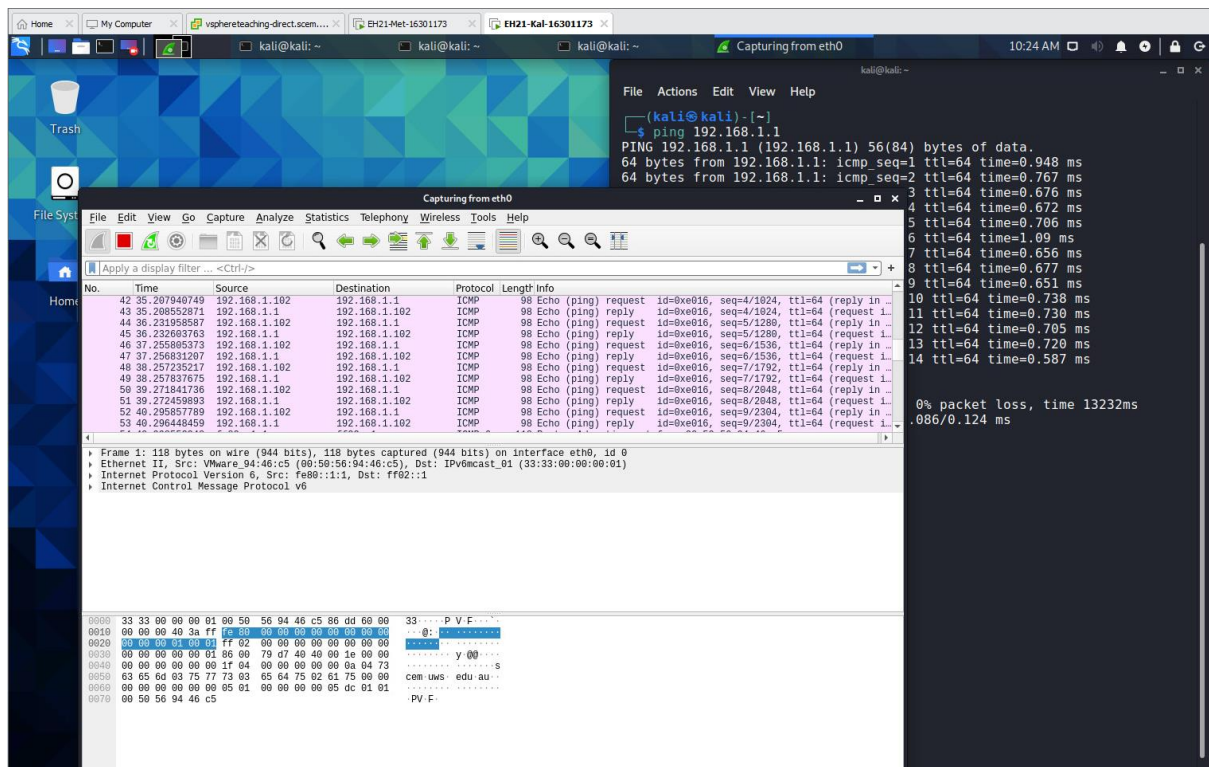 Home
My Computer
vsphereteaching-direct.scem....
EH21-Met-16301173
EH21-Kal-16301173
kali@kali: ~
kali@kali: ~
kali@kali: ~
Capturing from eth0
10:24 AM
Trash
File Syst
Home
kali@kali: ~
File Actions Edit View Help
(kali㉿kali)-[~]
$ ping 192.168.1.1
PING 192.168.1.1 (192.168.1.1) 56(84) bytes of data.
64 bytes from 192.168.1.1: icmp_seq=1 ttl=64 time=0.948 ms
64 bytes from 192.168.1.1: icmp_seq=2 ttl=64 time=0.767 ms
3 ttl=64 time=0.676 ms
4 ttl=64 time=0.672 ms
5 ttl=64 time=0.706 ms
6 ttl=64 time=1.09 ms
7 ttl=64 time=0.656 ms
8 ttl=64 time=0.677 ms
9 ttl=64 time=0.651 ms
10 ttl=64 time=0.738 ms
11 ttl=64 time=0.730 ms
12 ttl=64 time=0.705 ms
13 ttl=64 time=0.720 ms
14 ttl=64 time=0.587 ms
0% packet loss, time 13232ms
.086/0.124 ms
Capturing from eth0
File Edit View Go Capture Analyze Statistics Telephony Wireless Tools Help
Apply a display filter ... <Ctrl-/>
No. Time Source Destination Protocol Length Info
42 192.168.1.102 192.168.1.1 ICMP 98 Echo (ping) request id=0xe016, seq=4/1024, ttl=64 (reply in …
43 35.208552871 192.168.1.1 192.168.1.102 ICMP 98 Echo (ping) reply id=0xe016, seq=4/1024, ttl=64 (request i…
44 36.231958587 192.168.1.102 192.168.1.1 ICMP 98 Echo (ping) request id=0xe016, seq=5/1280, ttl=64 (reply in …
45 36.232603763 192.168.1.1 192.168.1.102 ICMP 98 Echo (ping) reply id=0xe016, seq=5/1280, ttl=64 (request i…
46 37.255805377 192.168.1.102 192.168.1.1 ICMP 98 Echo (ping) request id=0xe016, seq=6/1536, ttl=64 (reply in …
47 37.256831207 192.168.1.1 192.168.1.102 ICMP 98 Echo (ping) reply id=0xe016, seq=6/1536, ttl=64 (request i…
48 38.257235217 192.168.1.102 192.168.1.1 ICMP 98 Echo (ping) request id=0xe016, seq=7/1792, ttl=64 (reply in …
49 38.257837675 192.168.1.1 192.168.1.102 ICMP 98 Echo (ping) reply id=0xe016, seq=7/1792, ttl=64 (request i…
50 39.271841736 192.168.1.102 192.168.1.1 ICMP 98 Echo (ping) request id=0xe016, seq=8/2048, ttl=64 (reply in …
51 39.272459893 192.168.1.1 192.168.1.102 ICMP 98 Echo (ping) reply id=0xe016, seq=8/2048, ttl=64 (request i…
52 40.295857789 192.168.1.102 192.168.1.1 ICMP 98 Echo (ping) request id=0xe016, seq=9/2304, ttl=64 (reply in …
53 40.296448459 192.168.1.1 192.168.1.102 ICMP 98 Echo (ping) reply id=0xe016, seq=9/2304, ttl=64 (request i…
Frame 1: 118 bytes on wire (944 bits), 118 bytes captured (944 bits) on interface eth0, id 0
Ethernet II, Src: VMware_94:46:c5 (00:50:56:94:46:c5), Dst: IPv6mcast_01 (33:33:00:00:00:01)
Internet Protocol Version 6, Src: fe80::1:1, Dst: ff02::1
Internet Control Message Protocol v6
0000 33 33 00 00 00 01 00 50 56 94 46 c5 86 dd 60 00 33·····P V·F···`·
0010 00 00 00 40 3a ff fe 80 00 00 00 00 00 00 00 00 ···@:··· ········
0020 00 00 00 01 00 01 ff 02 00 00 00 00 00 00 00 00 ········ ········
0030 00 00 00 00 00 01 86 00 79 d7 40 40 00 1e 00 00 ········ y·@@····
0040 00 00 00 00 00 00 1f 04 00 00 00 00 00 0a 04 73 ········ ·······s
0050 63 65 6d 03 75 77 73 03 65 64 75 02 61 75 00 00 cem·uws· edu·au··
0060 00 00 00 00 00 00 05 01 00 00 00 00 05 dc 01 01 ········ ········
0070 00 50 56 94 46 c5 ·PV·F·